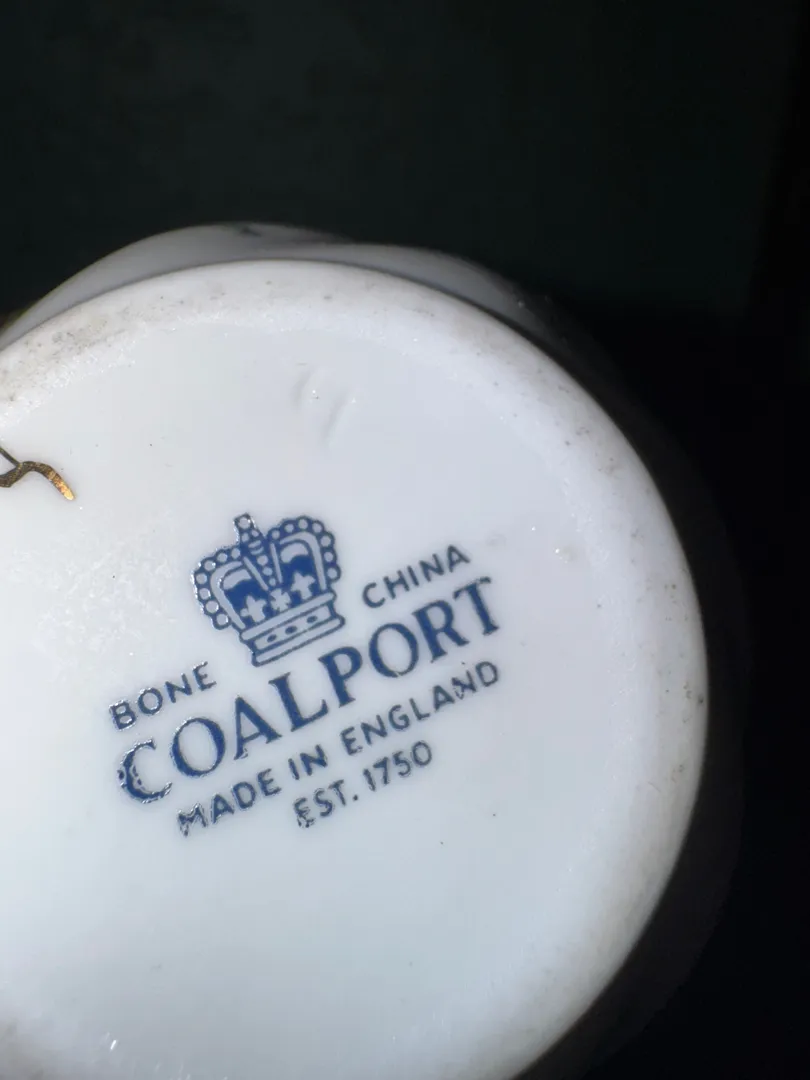 BONE CHINA
COALPORT
MADE IN ENGLAND
EST. 1750